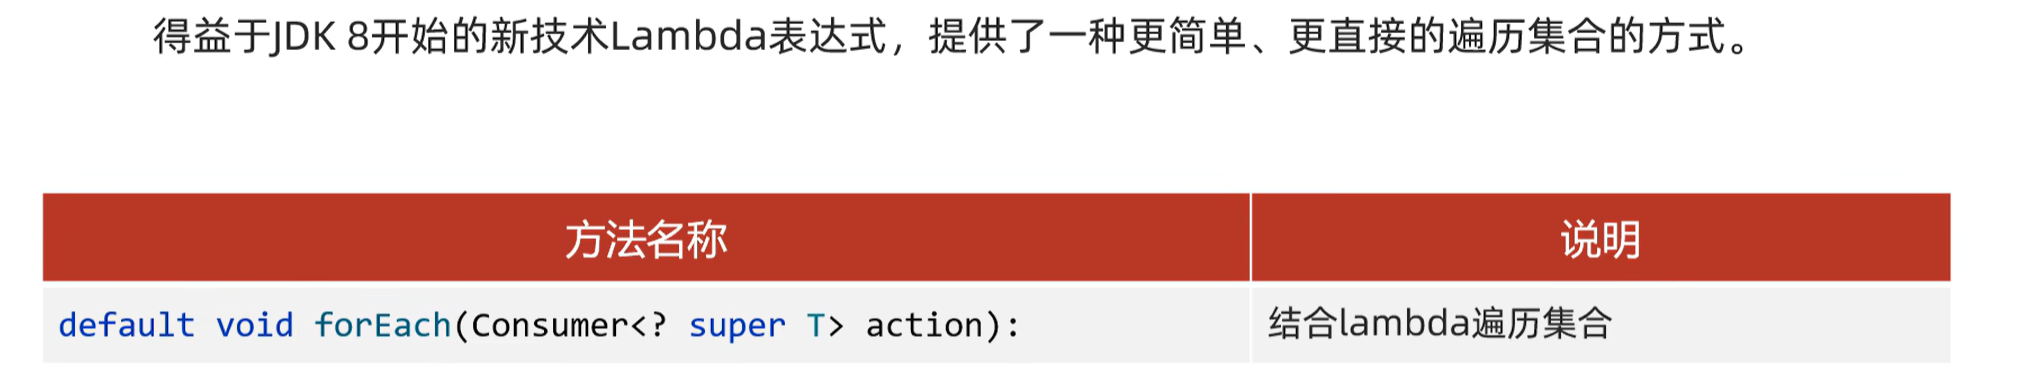 得益于JDK 8开始的新技术Lambda表达式，提供了一种更简单、更直接的遍历集合的方式。
方法名称 说明
default void forEach(Consumer<? super T> action): 结合lambda遍历集合